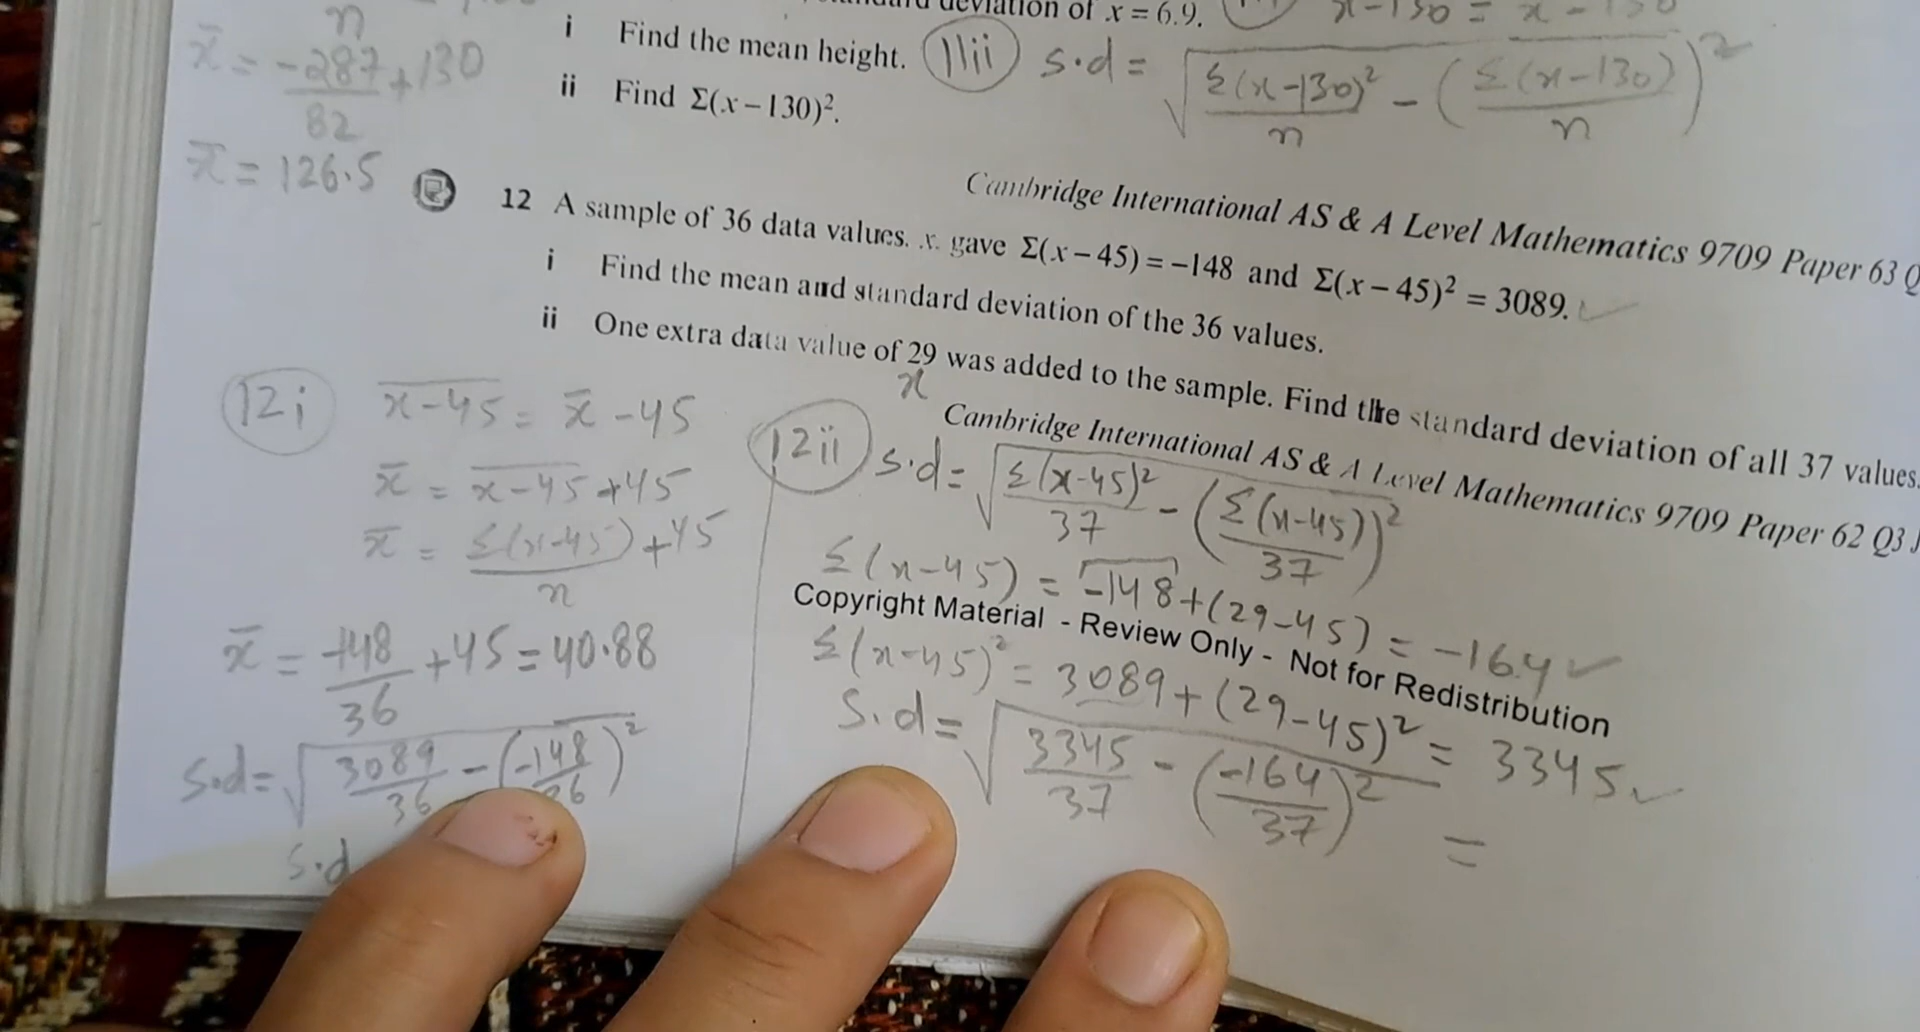 n
x̄ = -287/82 + 130
x̄ = 126.5
deviation of x = 6.9.
x-130 = x - 130
i Find the mean height.
ii Find Σ(x – 130)².
11ii s.d = √(Σ(x-130)²/n - (Σ(x-130)/n)²)
Cambridge International AS & A Level Mathematics 9709 Paper 63 Q
12 A sample of 36 data values, x, gave Σ(x – 45) = –148 and Σ(x – 45)² = 3089.
i Find the mean and standard deviation of the 36 values.
ii One extra data value of 29 was added to the sample. Find the standard deviation of all 37 values.
x
Cambridge International AS & A Level Mathematics 9709 Paper 62 Q3 J
12i x-45 = x̄ - 45
x̄ = x-45 + 45
x̄ = Σ(x-45)/n + 45
x̄ = -148/36 + 45 = 40.88
s.d = √(3089/36 - (-148/36)²)
s.d
12ii s.d = √(Σ(x-45)²/37 - (Σ(x-45)/37)²)
Σ(x-45) = -148 + (29-45) = -164 ✓
Copyright Material - Review Only - Not for Redistribution
Σ(x-45)² = 3089 + (29-45)² = 3345 ✓
s.d = √(3345/37 - (-164/37)²) =